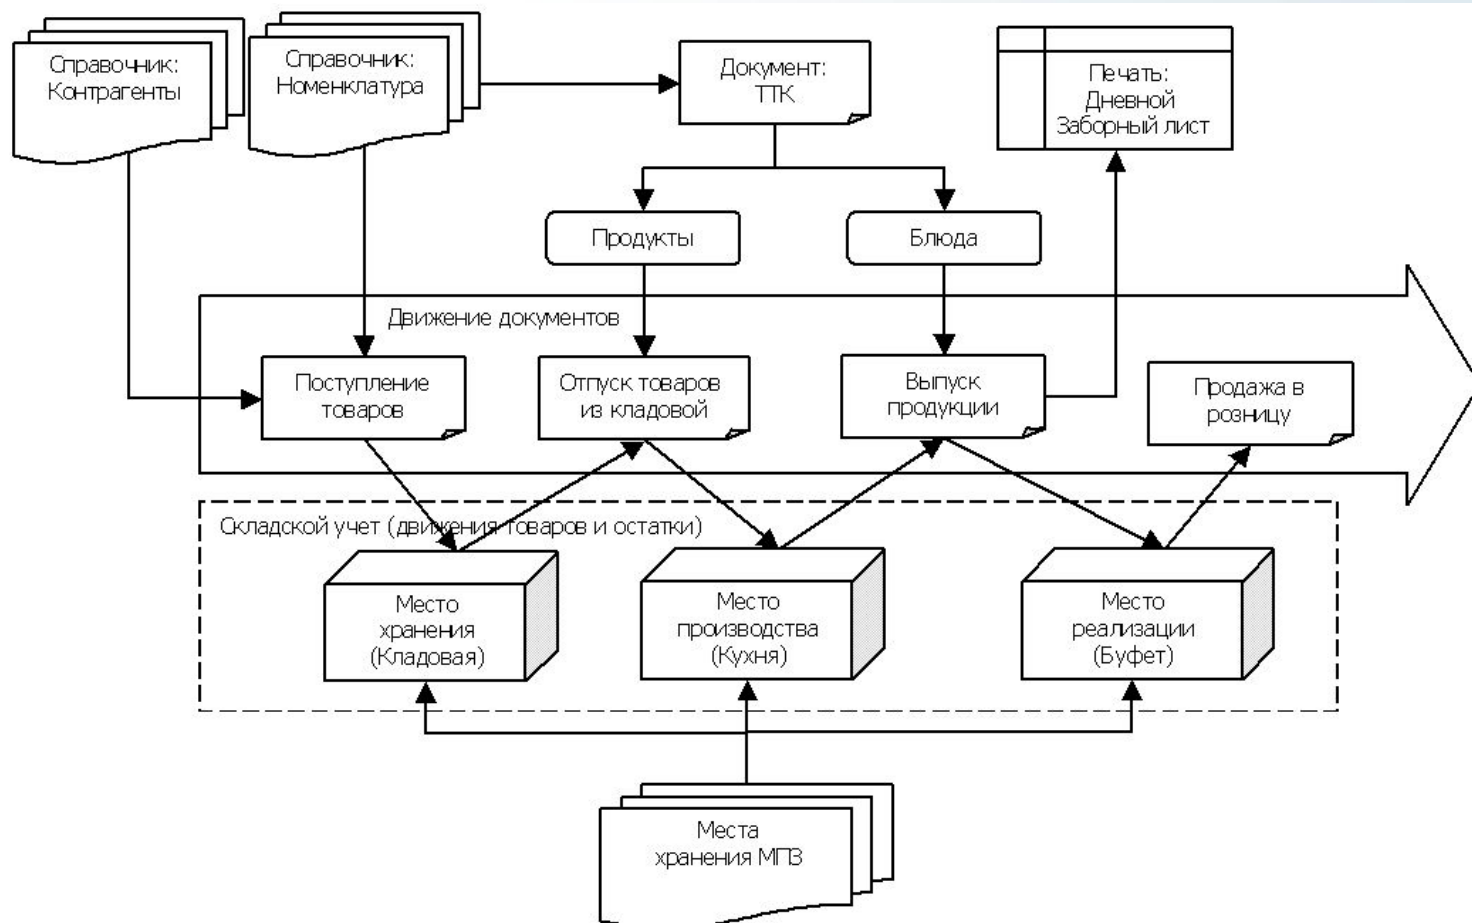 Справочник:
Контрагенты
Справочник:
Номенклатура
Документ:
ТТК
Печать:
Дневной
Заборный лист
Продукты
Блюда
Движение документов
Поступление
товаров
Отпуск товаров
из кладовой
Выпуск
продукции
Продажа в
розницу
Складской учет (движения товаров и остатки)
Место
хранения
(Кладовая)
Место
производства
(Кухня)
Место
реализации
(Буфет)
Места
хранения МПЗ